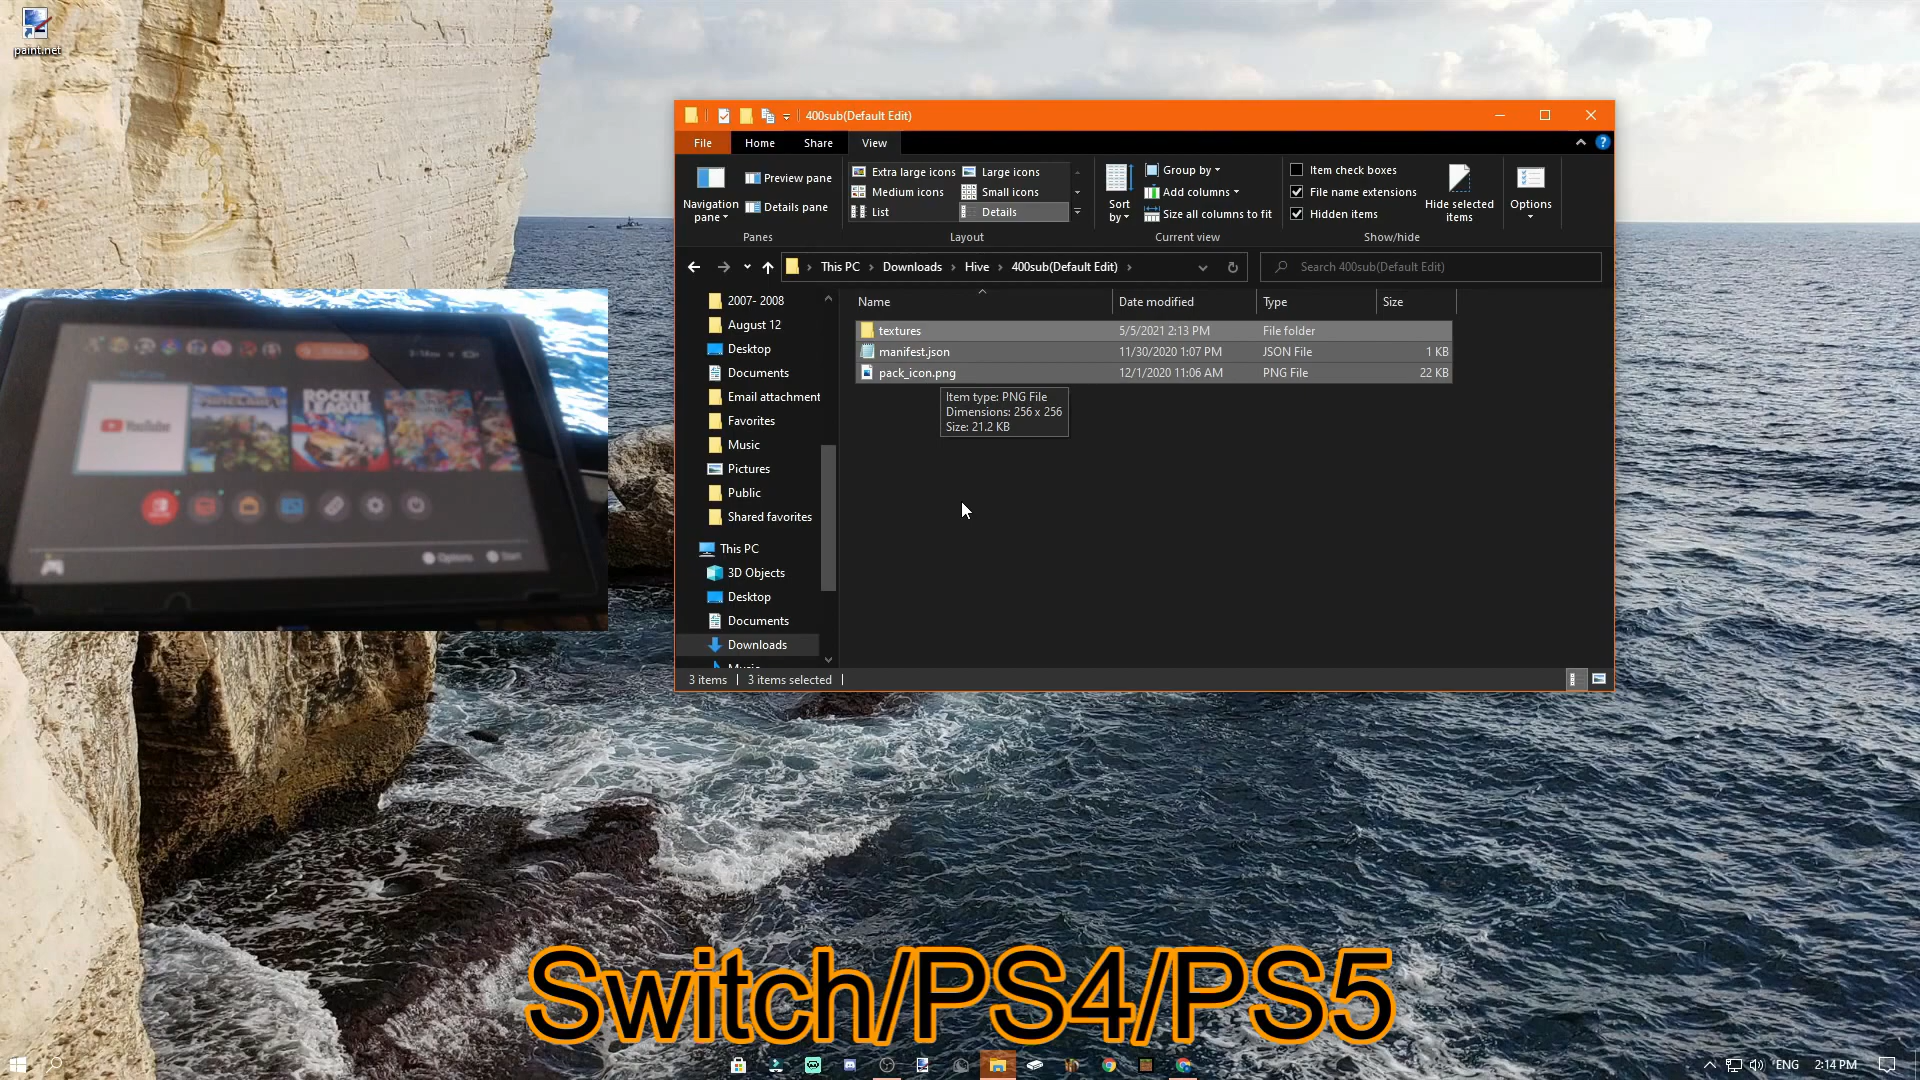 paint.net
400sub(Default Edit)
File Home Share View
Navigation pane
Preview pane
Details pane
Panes
Extra large icons Large icons
Medium icons Small icons
List Details
Layout
Sort by
Group by
Add columns
Size all columns to fit
Current view
Item check boxes
File name extensions
Hidden items
Show/hide
Hide selected items
Options
This PC Downloads Hive 400sub(Default Edit)
Search 400sub(Default Edit)
2007- 2008
August 12
Desktop
Documents
Email attachment
Favorites
Music
Pictures
Public
Shared favorites
This PC
3D Objects
Desktop
Documents
Downloads
Music
Name Date modified Type Size
textures 5/5/2021 2:13 PM File folder
manifest.json 11/30/2020 1:07 PM JSON File 1 KB
pack_icon.png 12/1/2020 11:06 AM PNG File 22 KB
Item type: PNG File
Dimensions: 256 x 256
Size: 21.2 KB
3 items 3 items selected
YouTube
MINECRAFT
ROCKET LEAGUE
Options Start
Switch/PS4/PS5
ENG 2:14 PM